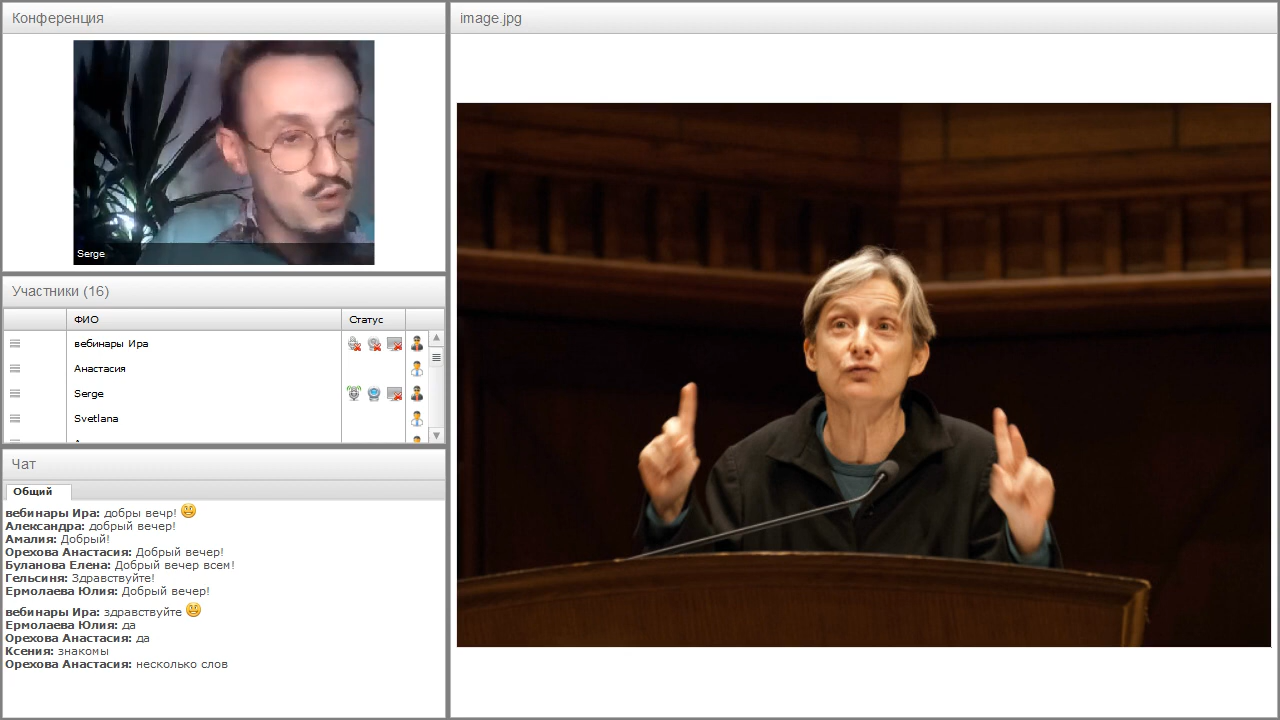 Конференция
Serge
Участники (16)
ФИО
Статус
вебинары Ира
Анастасия
Serge
Svetlana
Чат
Общий
вебинары Ира: добры вечр!
Александра: добрый вечер!
Амалия: Добрый!
Орехова Анастасия: Добрый вечер!
Буланова Елена: Добрый вечер всем!
Гельсиня: Здравствуйте!
Ермолаева Юлия: Добрый вечер!
вебинары Ира: здравствуйте
Ермолаева Юлия: да
Орехова Анастасия: да
Ксения: знакомы
Орехова Анастасия: несколько слов
image.jpg